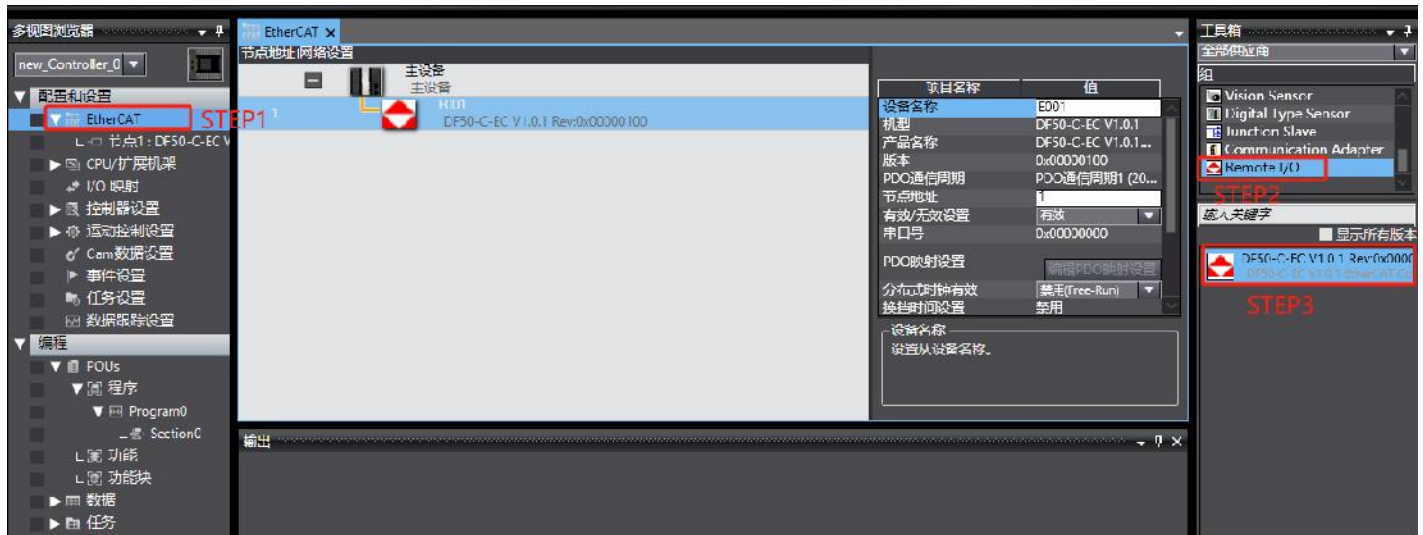 多视图浏览器
new_Controller_0
配置和设置
EtherCAT
STEP1
节点1 : DF50-C-EC V
CPU/扩展机架
I/O 映射
控制器设置
运动控制设置
Cam数据设置
事件设置
任务设置
数据跟踪设置
编程
POUs
程序
Program0
Section0
功能
功能块
数据
任务
EtherCAT
节点地址|网络设置
主设备
主设备
1
E001
DF50-C-EC V1.0.1 Rev:0x00000100
项目名称 值
设备名称 E001
机型 DF50-C-EC V1.0.1
产品名称 DF50-C-EC V1.0.1...
版本 0x00000100
PDO通信周期 PDO通信周期1 (20...
节点地址 1
有效/无效设置 有效
串口号 0x00000000
PDO映射设置 编辑PDO映射设置
分布式时钟有效 禁用(Free-Run)
换挡时间设置 禁用
设备名称
设置从设备名称。
输出
工具箱
全部供应商
组
Vision Sensor
Digital Type Sensor
Junction Slave
Communication Adapter
Remote I/O
STEP2
输入关键字
显示所有版本
DF50-C-EC V1.0.1 Rev:0x0000
DF50-C-EC V1.0.1 EtherCAT Co
STEP3